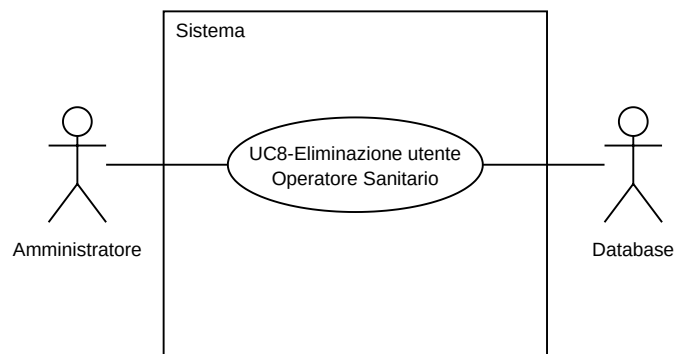 Sistema
UC8-Eliminazione utente
Operatore Sanitario
Amministratore
Database